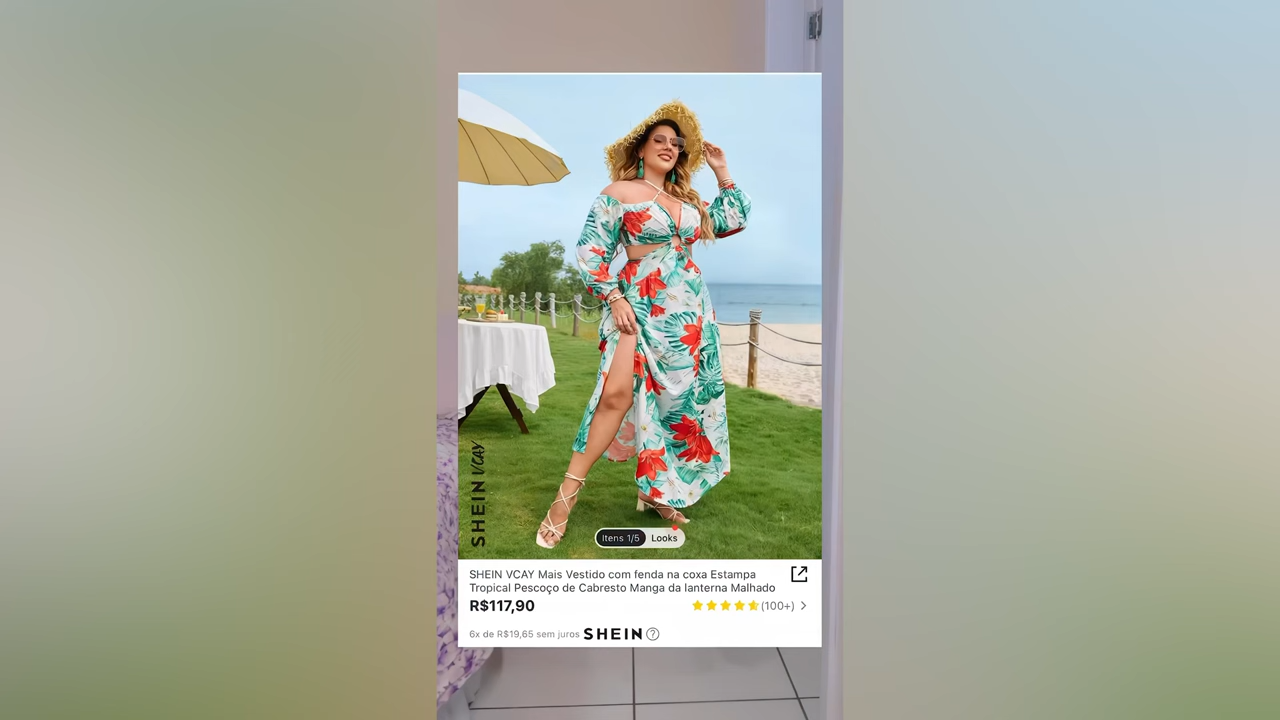 SHEIN VCAY
Itens 1/5 Looks
SHEIN VCAY Mais Vestido com fenda na coxa Estampa
Tropical Pescoço de Cabresto Manga da lanterna Malhado
R$117,90
(100+)
6x de R$19,65 sem juros SHEIN ?